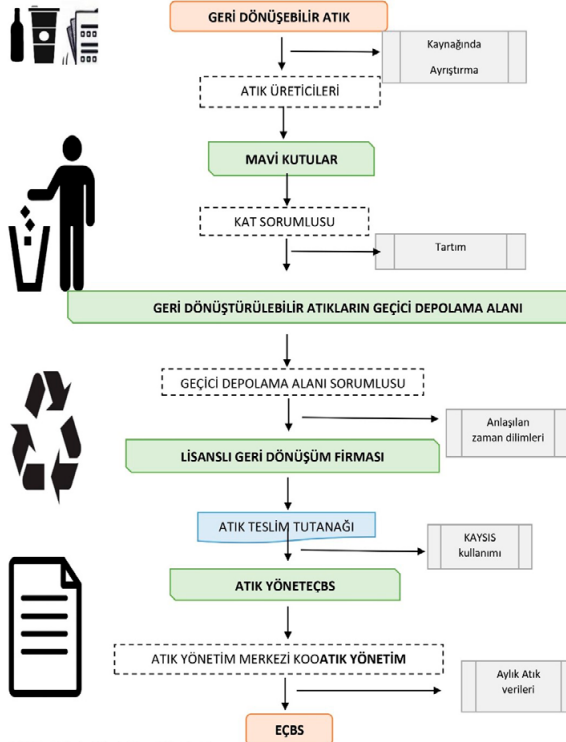 GERİ DÖNÜŞEBİLİR ATIK
Kaynağında
Ayrıştırma
ATIK ÜRETİCİLERİ
MAVİ KUTULAR
KAT SORUMLUSU
Tartım
GERİ DÖNÜŞTÜRÜLEBİLİR ATIKLARIN GEÇİCİ DEPOLAMA ALANI
GEÇİCİ DEPOLAMA ALANI SORUMLUSU
Anlaşılan
zaman dilimleri
LİSANSLI GERİ DÖNÜŞÜM FİRMASI
ATIK TESLİM TUTANAĞI
KAYSIS
kullanımı
ATIK YÖNETEÇBS
ATIK YÖNETİM MERKEZİ KOOATIK YÖNETİM
Aylık Atık
verileri
EÇBS